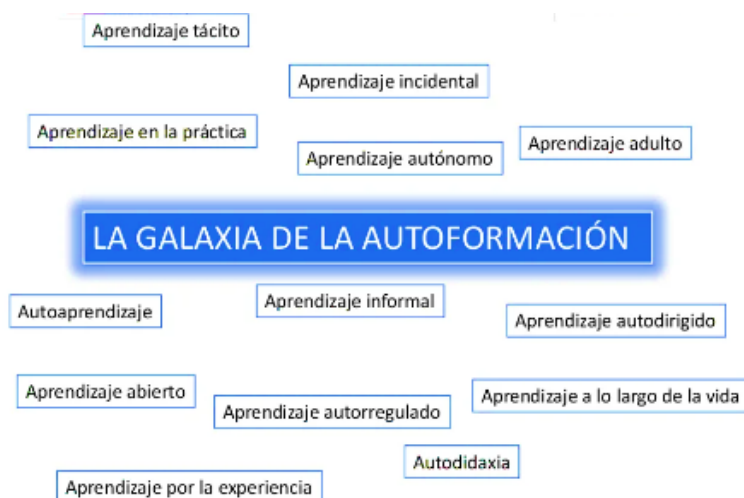 Aprendizaje tácito
Aprendizaje incidental
Aprendizaje en la práctica
Aprendizaje adulto
Aprendizaje autónomo
LA GALAXIA DE LA AUTOFORMACIÓN
Aprendizaje informal
Autoaprendizaje
Aprendizaje autodirigido
Aprendizaje abierto
Aprendizaje a lo largo de la vida
Aprendizaje autorregulado
Autodidaxia
Aprendizaje por la experiencia